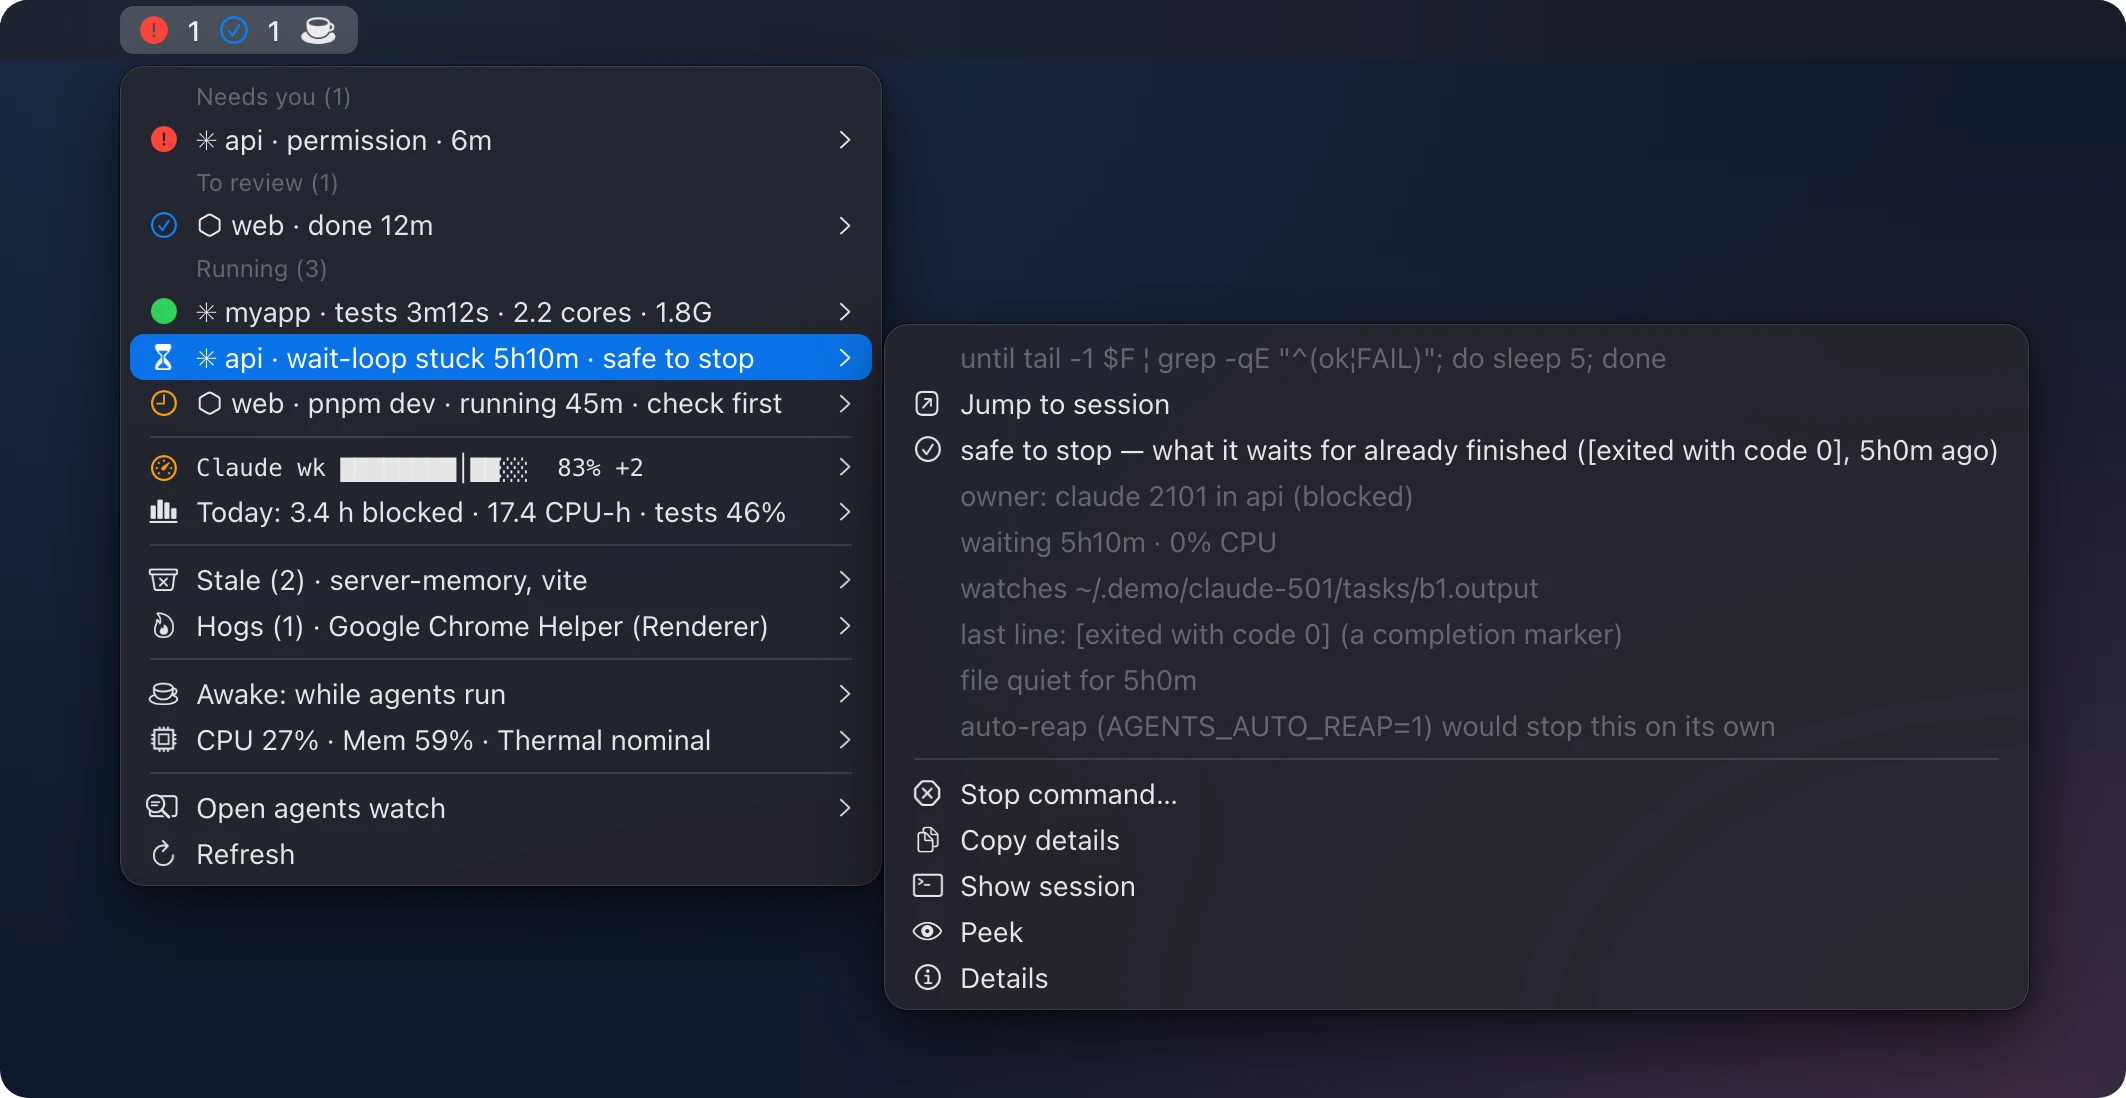 1 1
Needs you (1)
✳ api · permission · 6m
To review (1)
⬡ web · done 12m
Running (3)
✳ myapp · tests 3m12s · 2.2 cores · 1.8G
✳ api · wait-loop stuck 5h10m · safe to stop
⬡ web · pnpm dev · running 45m · check first
Claude wk ████████│██░░ 83% +2
Today: 3.4 h blocked · 17.4 CPU-h · tests 46%
Stale (2) · server-memory, vite
Hogs (1) · Google Chrome Helper (Renderer)
Awake: while agents run
CPU 27% · Mem 59% · Thermal nominal
Open agents watch
Refresh
until tail -1 $F ¦ grep -qE "^(ok¦FAIL)"; do sleep 5; done
Jump to session
safe to stop — what it waits for already finished ([exited with code 0], 5h0m ago)
owner: claude 2101 in api (blocked)
waiting 5h10m · 0% CPU
watches ~/.demo/claude-501/tasks/b1.output
last line: [exited with code 0] (a completion marker)
file quiet for 5h0m
auto-reap (AGENTS_AUTO_REAP=1) would stop this on its own
Stop command...
Copy details
Show session
Peek
Details